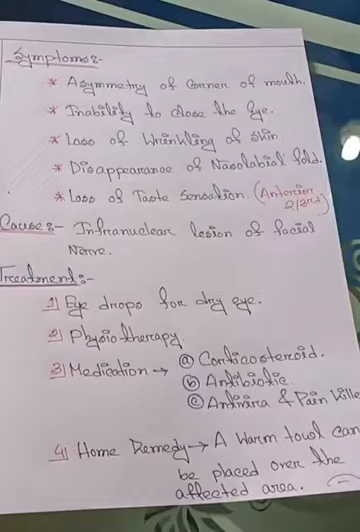 Symptoms:-
* Asymmetry of Corner of mouth.
* Inability to close the Eye.
* Loss of Wrinkling of Skin
* Disappearance of Nasolabial fold.
* Loss of Taste Sensation. (Anterior 2/3rd)
Cause:- Infranuclear lesion of facial
Nerve.
Treatment:-
1) Eye drops for dry eye.
2) Physiotherapy.
3) Medication → (a) Corticosteroid.
(b) Antibiotic
(c) Antivira & Pain Kille
4) Home Remedy → A Warm towl can
be placed over the
affected area.